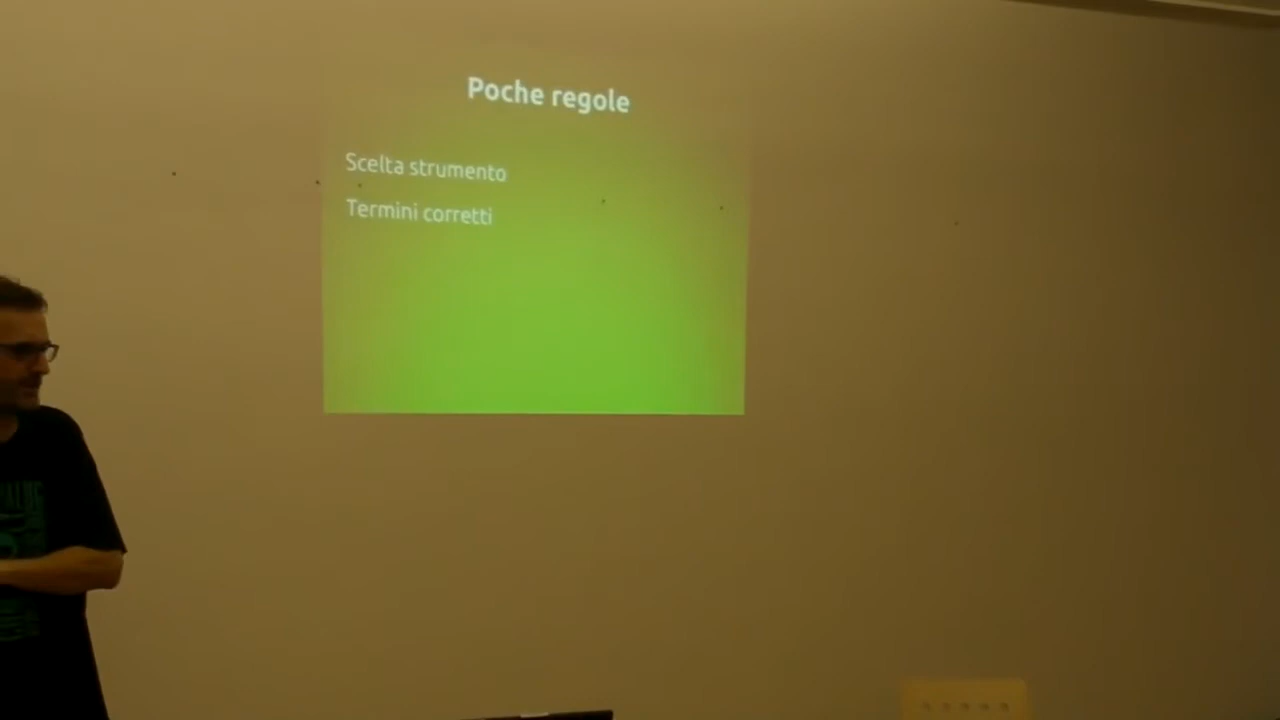 Poche regole
Scelta strumento
Termini corretti